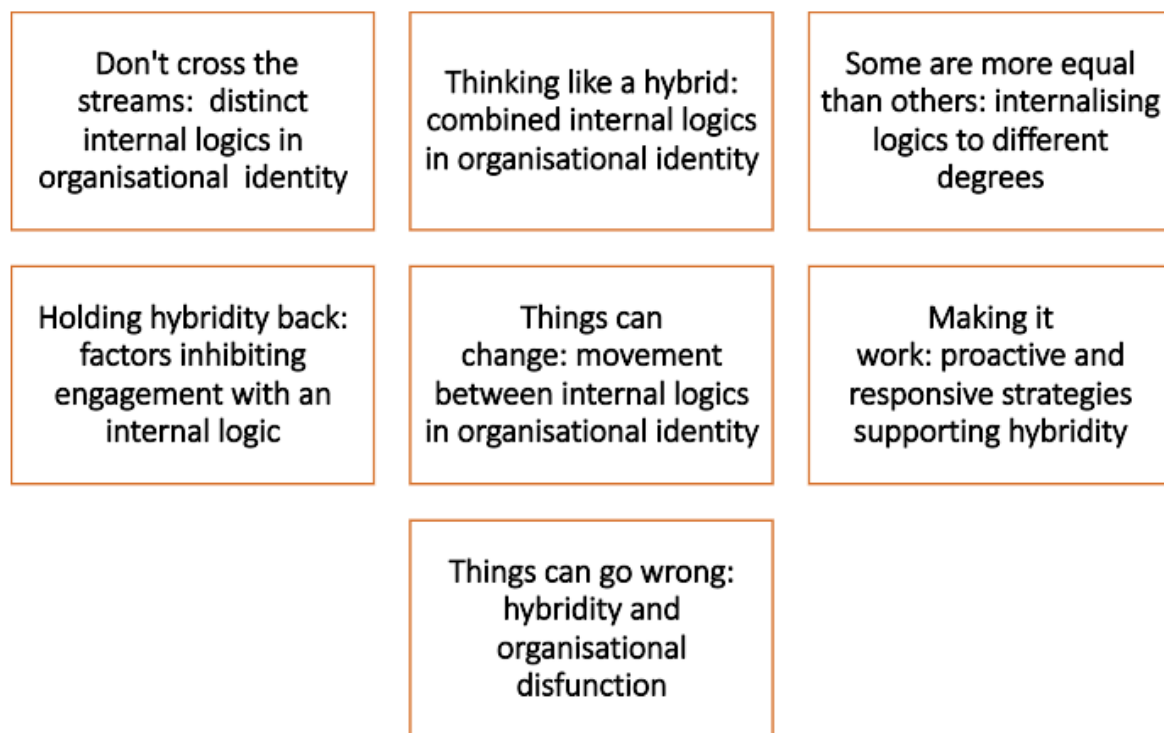 Don't cross the
streams: distinct
internal logics in
organisational identity
Thinking like a hybrid:
combined internal logics
in organisational identity
Some are more equal
than others: internalising
logics to different
degrees
Holding hybridity back:
factors inhibiting
engagement with an
internal logic
Things can
change: movement
between internal logics
in organisational identity
Making it
work: proactive and
responsive strategies
supporting hybridity
Things can go wrong:
hybridity and
organisational
disfunction